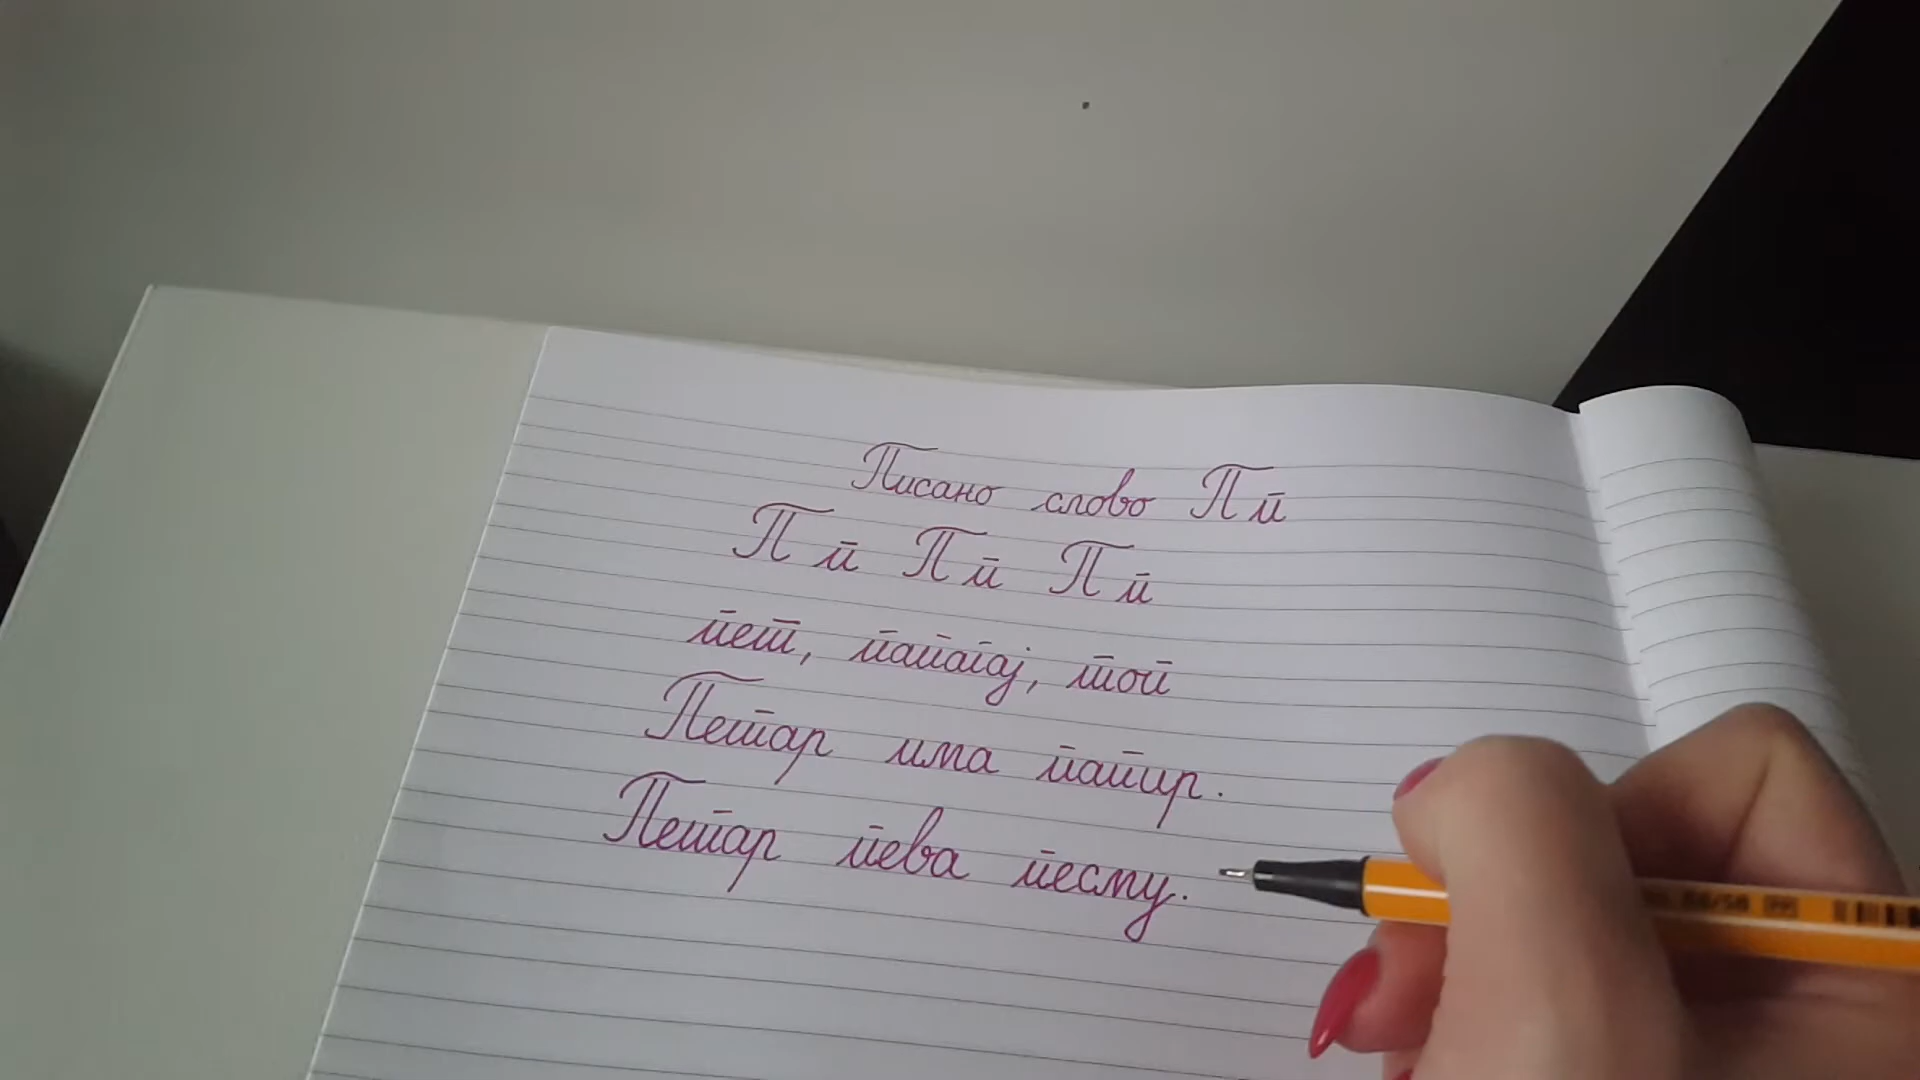 Писано слово П п
П п П п П п
пет, папагај, топ
Петар има папир.
Петар пева песму.